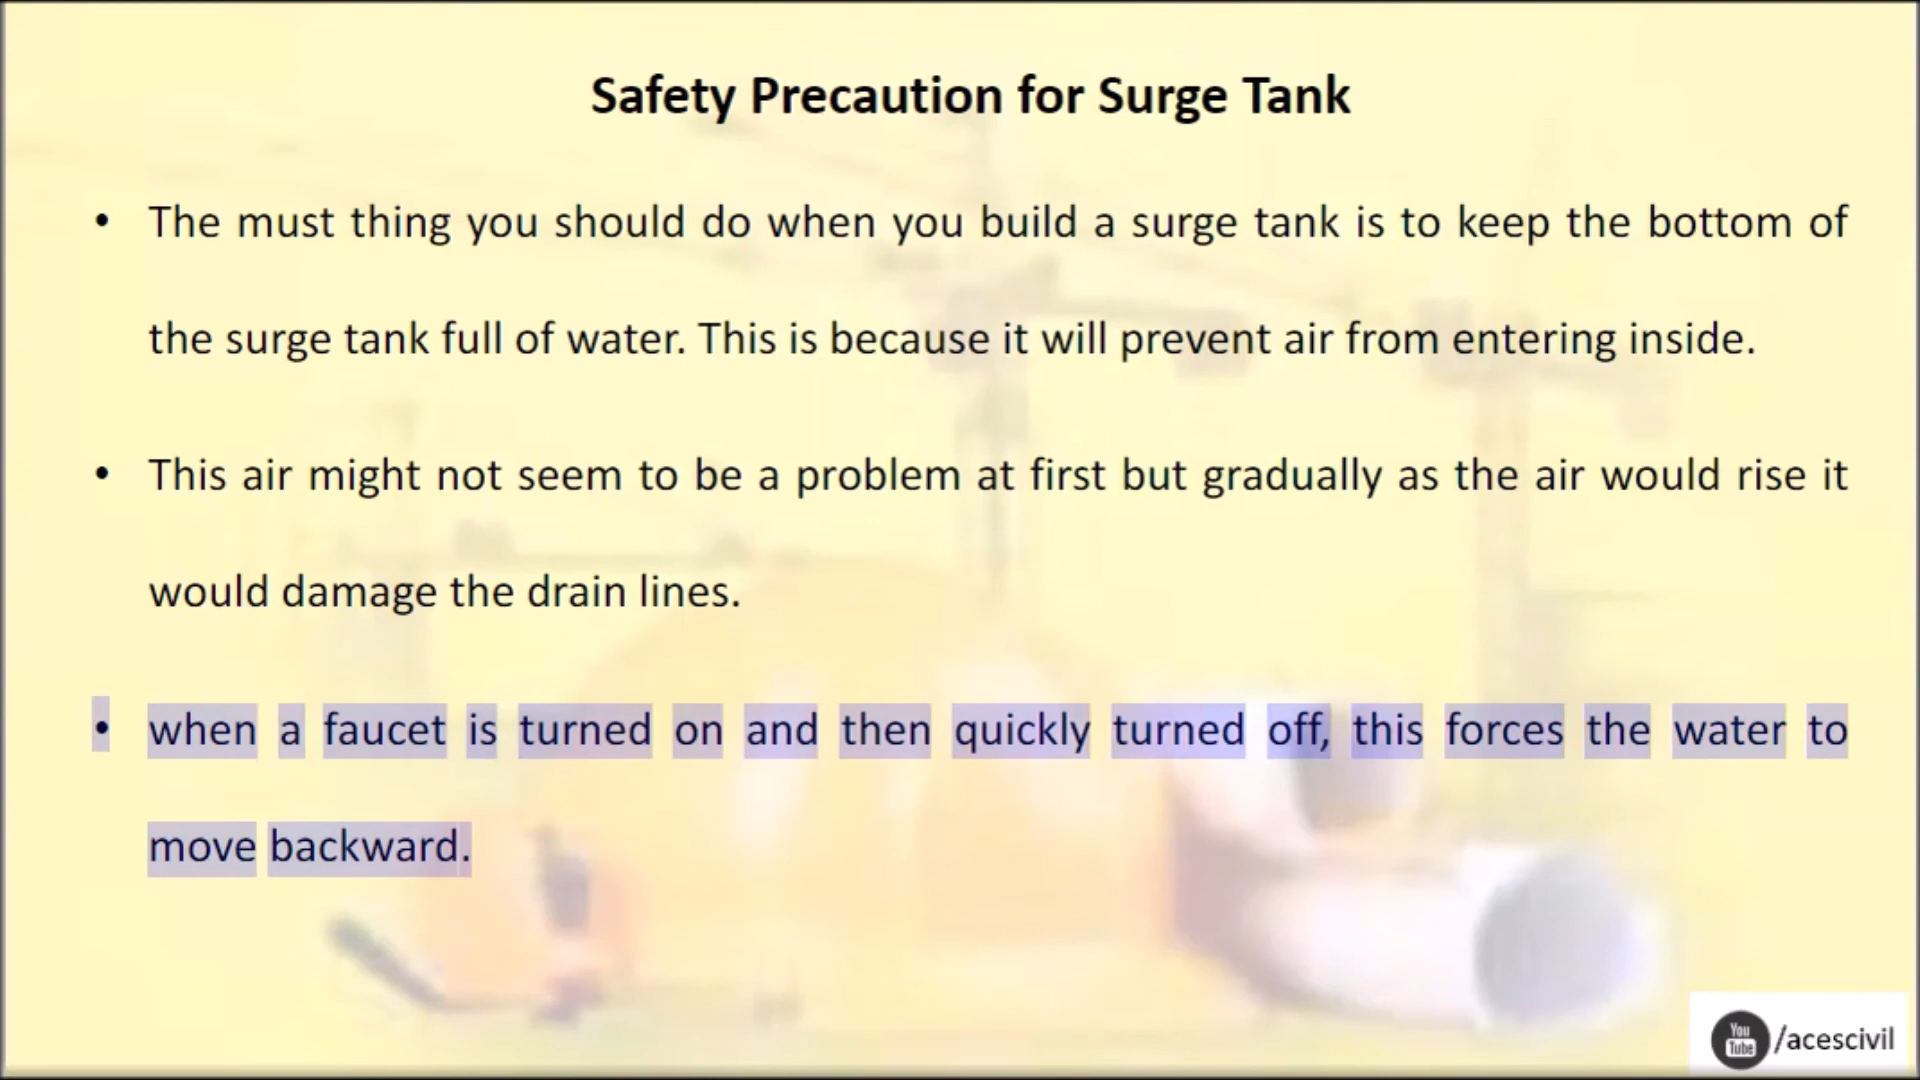 Safety Precaution for Surge Tank
• The must thing you should do when you build a surge tank is to keep the bottom of
the surge tank full of water. This is because it will prevent air from entering inside.
• This air might not seem to be a problem at first but gradually as the air would rise it
would damage the drain lines.
• when a faucet is turned on and then quickly turned off, this forces the water to
move backward.
You
Tube /acescivil